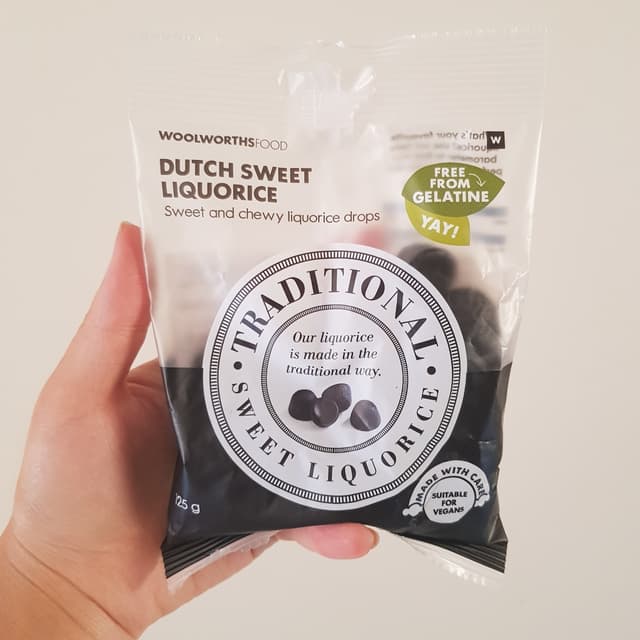 WOOLWORTHSFOOD
DUTCH SWEET
LIQUORICE
Sweet and chewy liquorice drops
W
FREE
FROM
GELATINE
YAY!
TRADITIONAL
Our liquorice
is made in the
traditional way.
SWEET LIQUORICE
MADE WITH CARE
SUITABLE
FOR
VEGANS
125 g